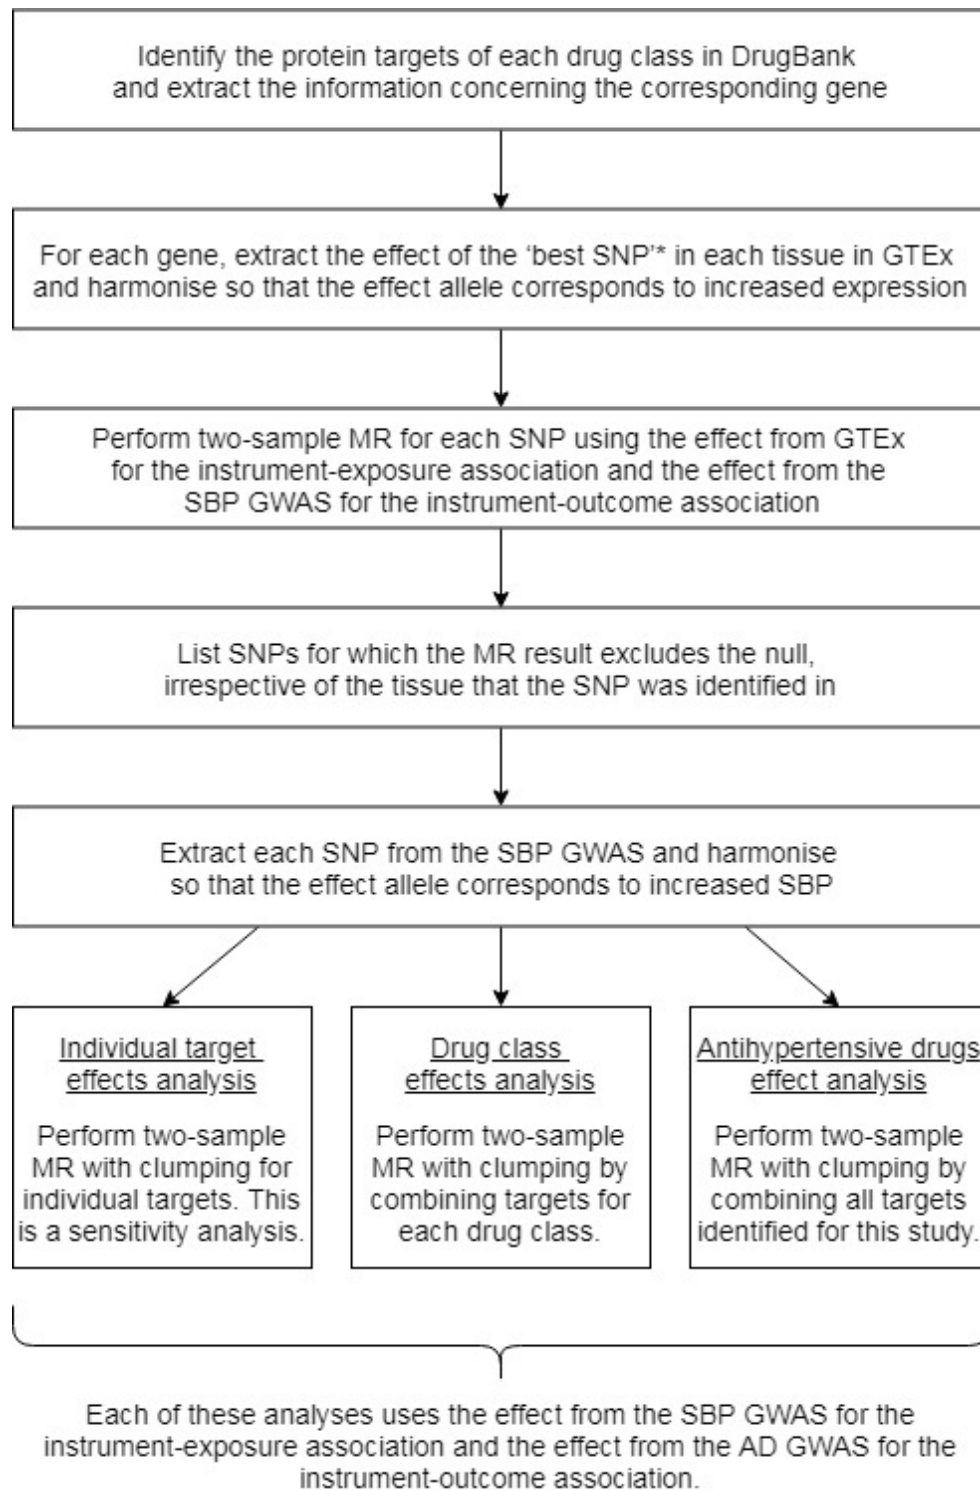 Identify the protein targets of each drug class in DrugBank
and extract the information concerning the corresponding gene
For each gene, extract the effect of the ‘best SNP’* in each tissue in GTEx
and harmonise so that the effect allele corresponds to increased expression
Perform two-sample MR for each SNP using the effect from GTEx
for the instrument-exposure association and the effect from the
SBP GWAS for the instrument-outcome association
List SNPs for which the MR result excludes the null,
irrespective of the tissue that the SNP was identified in
Extract each SNP from the SBP GWAS and harmonise
so that the effect allele corresponds to increased SBP
Individual target
effects analysis
Perform two-sample
MR with clumping for
individual targets. This
is a sensitivity analysis.
Drug class
effects analysis
Perform two-sample
MR with clumping by
combining targets for
each drug class.
Antihypertensive drugs
effect analysis
Perform two-sample
MR with clumping by
combining all targets
identified for this study.
Each of these analyses uses the effect from the SBP GWAS for the
instrument-exposure association and the effect from the AD GWAS for the
instrument-outcome association.